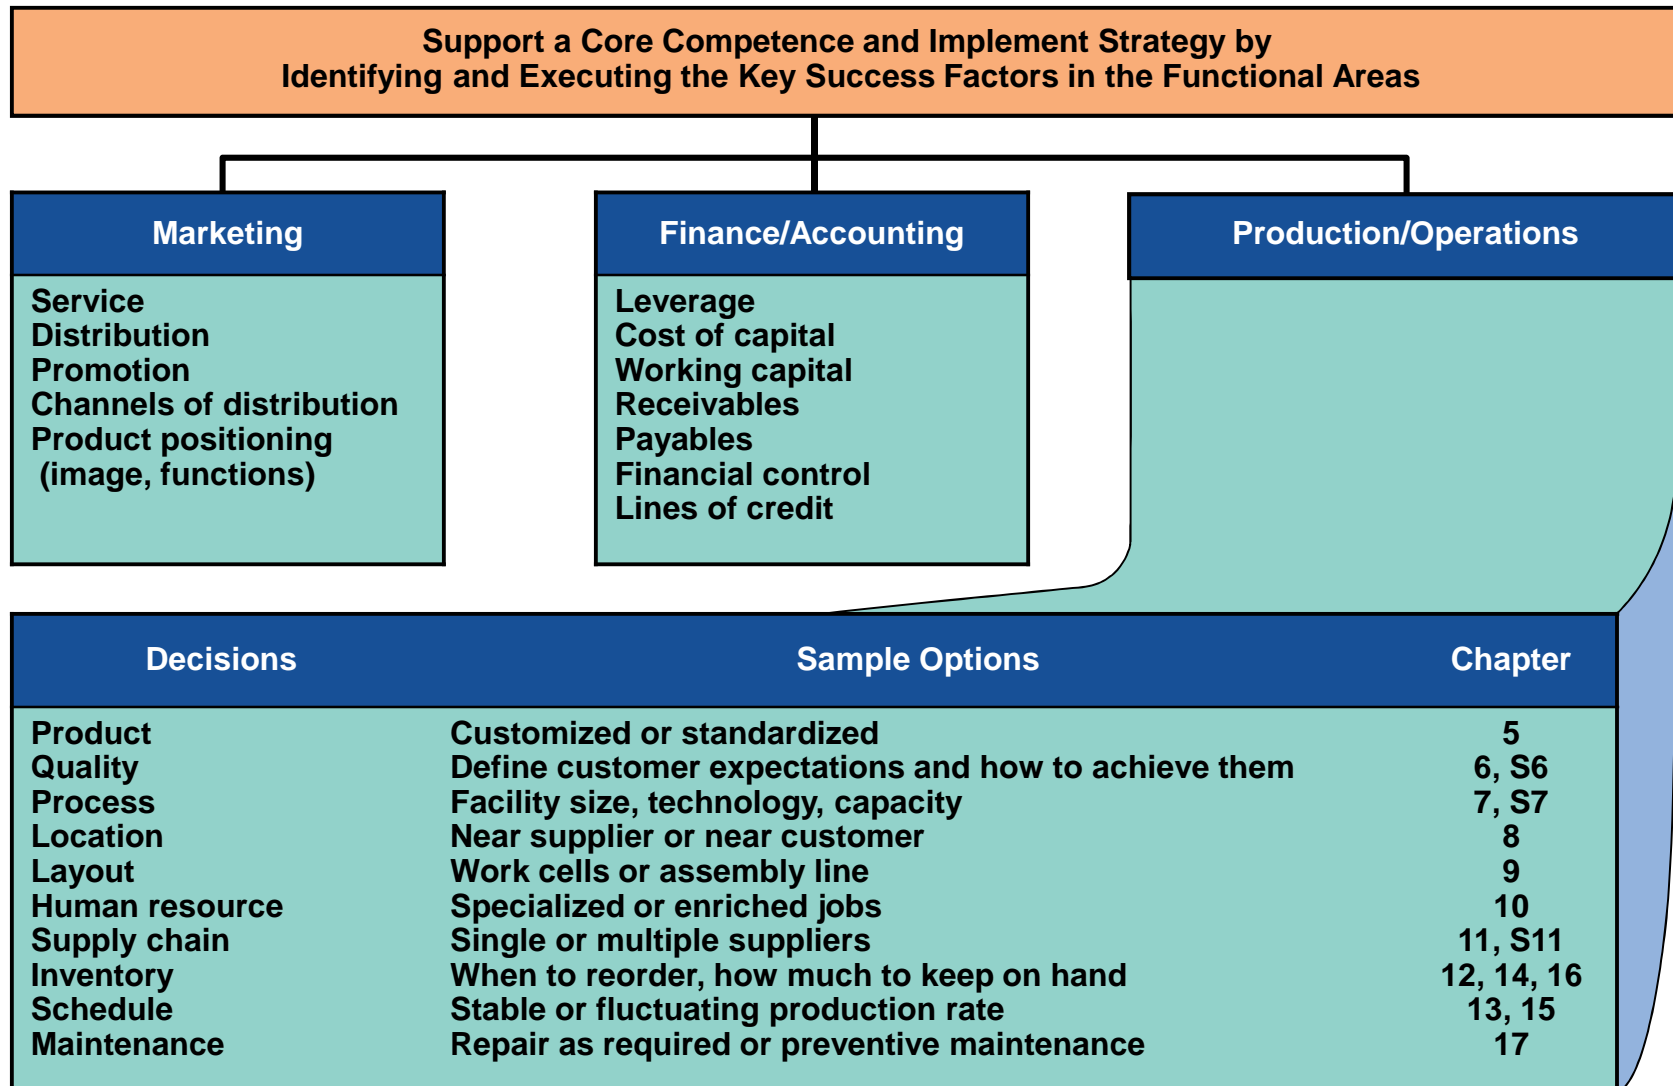 Support a Core Competence and Implement Strategy by
Identifying and Executing the Key Success Factors in the Functional Areas
Marketing
Service
Distribution
Promotion
Channels of distribution
Product positioning
(image, functions)
Finance/Accounting
Leverage
Cost of capital
Working capital
Receivables
Payables
Financial control
Lines of credit
Production/Operations
Decisions Sample Options Chapter
Product Customized or standardized 5
Quality Define customer expectations and how to achieve them 6, S6
Process Facility size, technology, capacity 7, S7
Location Near supplier or near customer 8
Layout Work cells or assembly line 9
Human resource Specialized or enriched jobs 10
Supply chain Single or multiple suppliers 11, S11
Inventory When to reorder, how much to keep on hand 12, 14, 16
Schedule Stable or fluctuating production rate 13, 15
Maintenance Repair as required or preventive maintenance 17